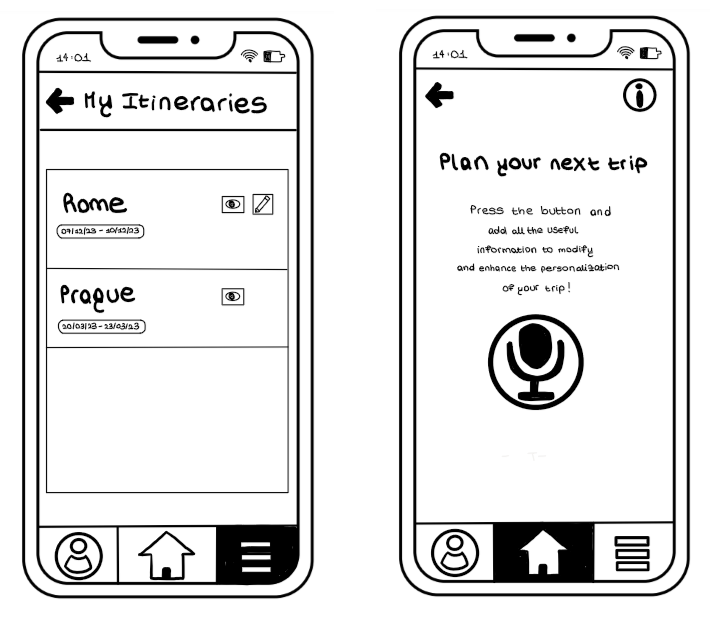 14:01
My Itineraries
Rome
07/12/23 - 10/12/23
Prague
20/03/23 - 23/03/23
14:01
Plan your next trip
Press the button and
add all the useful
information to modify
and enhance the personalization
of your trip!